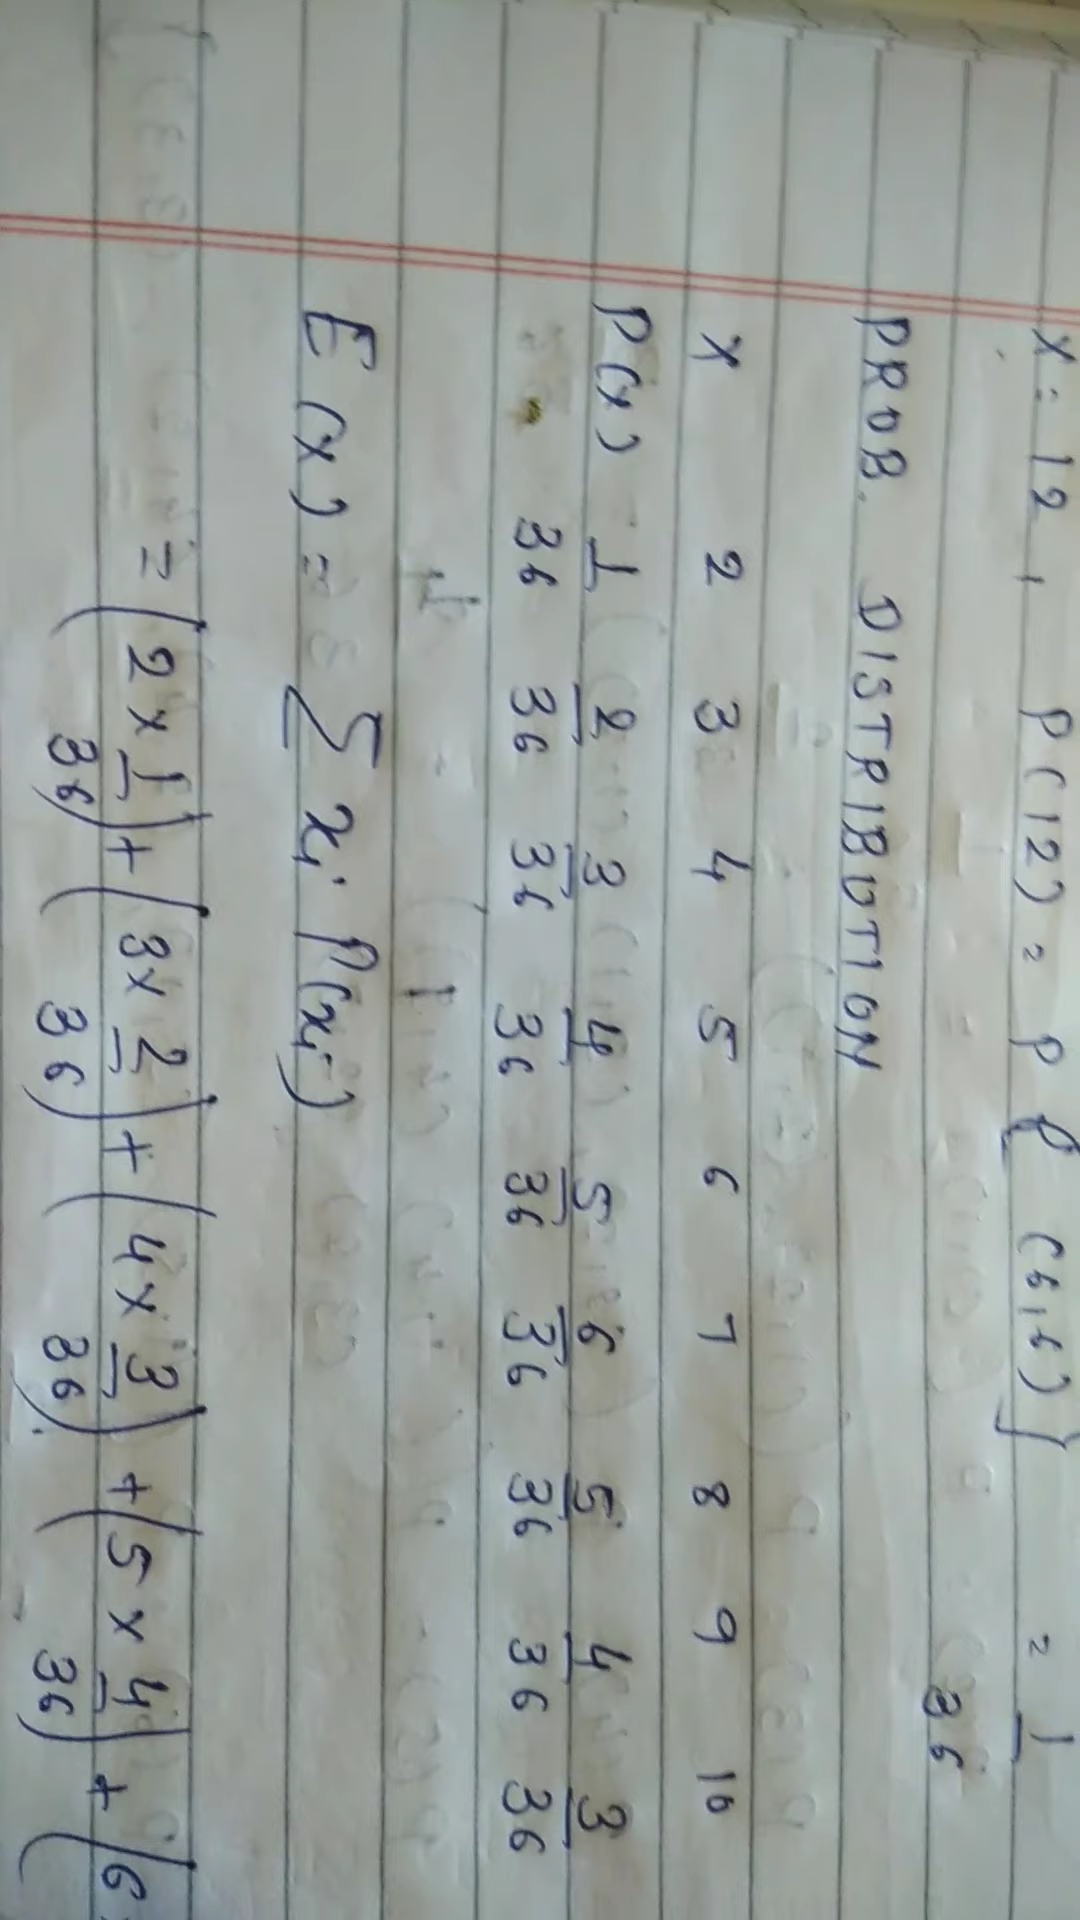 X = 12 , P(12) = P { (6,6) } = 1/36
PROB. DISTRIBUTION
X 2 3 4 5 6 7 8 9 10
P(x) 1/36 2/36 3/36 4/36 5/36 6/36 5/36 4/36 3/36
E(x) = Σ xi P(xi)
= (2 x 1/36) + (3 x 2/36) + (4 x 3/36) + (5 x 4/36) + (6